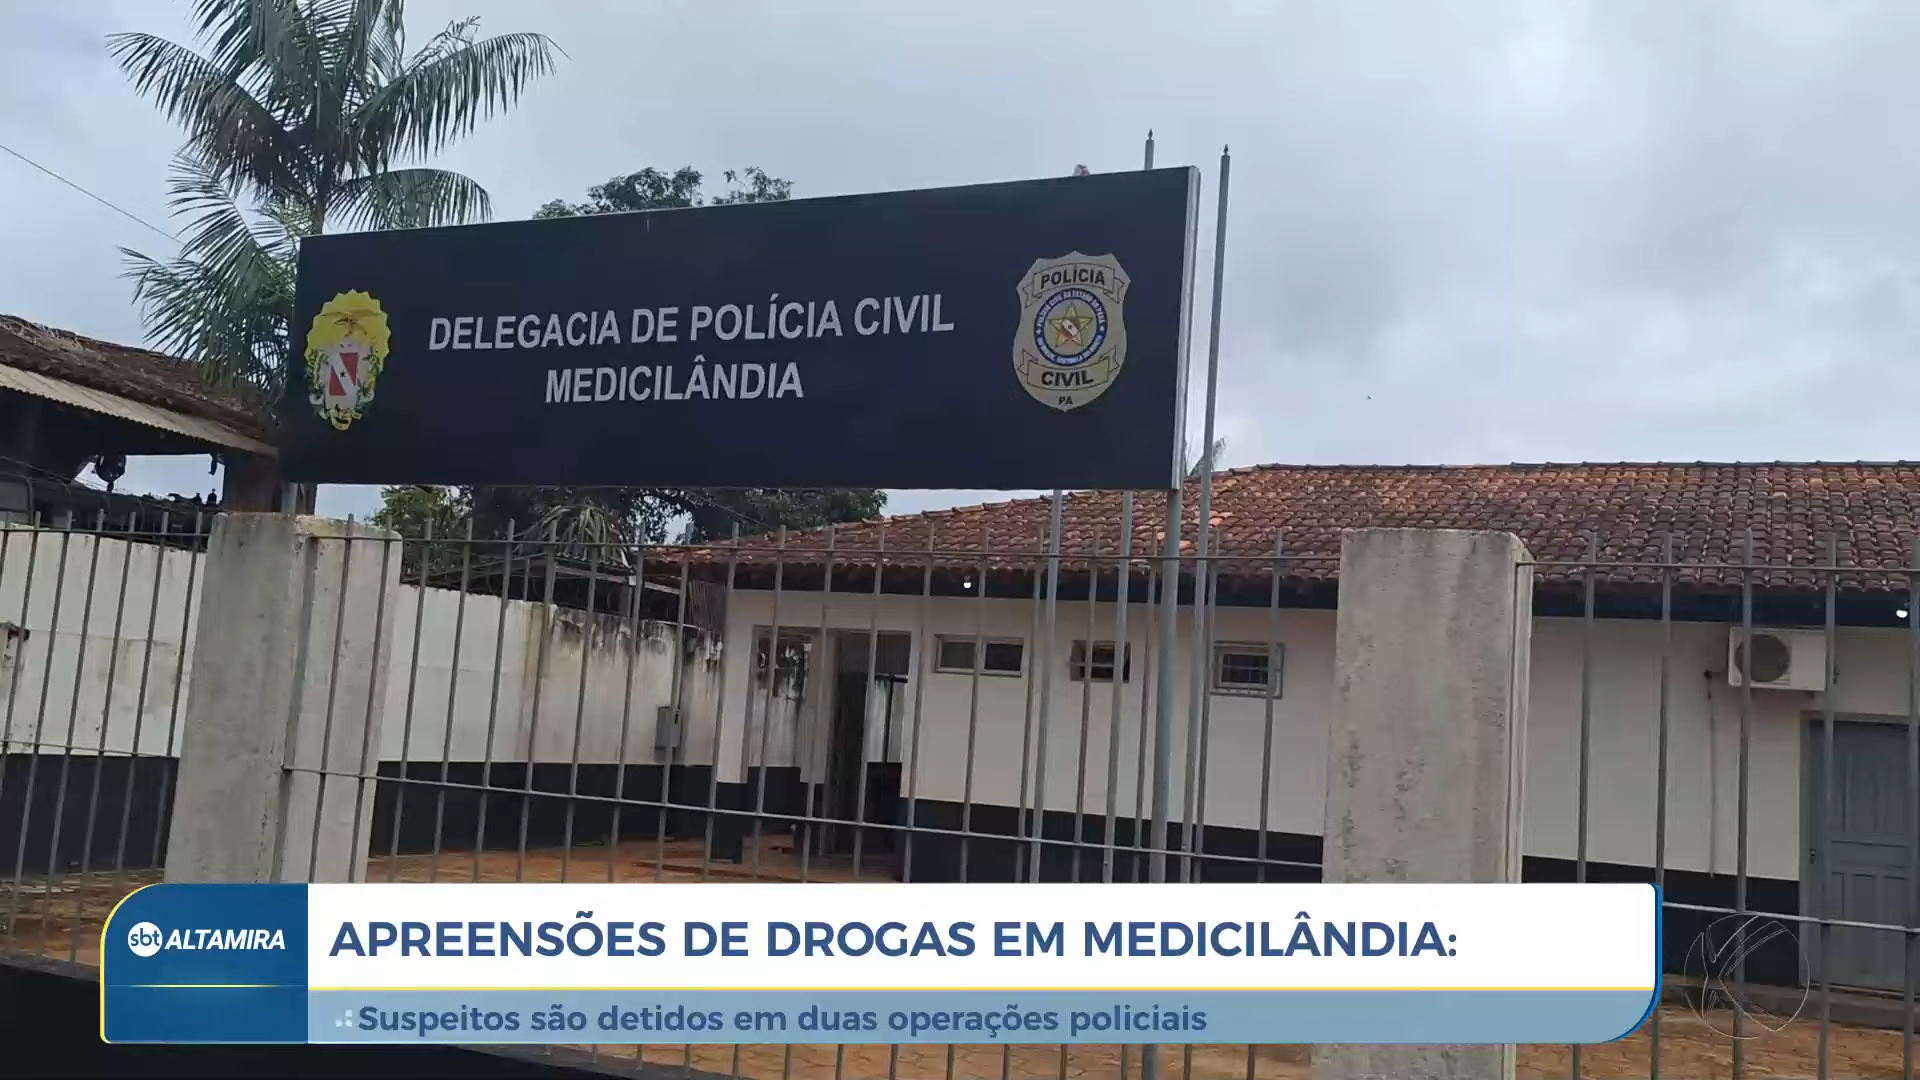 DELEGACIA DE POLÍCIA CIVIL
MEDICILÂNDIA
POLÍCIA
CIVIL
PA
sbt ALTAMIRA
APREENSÕES DE DROGAS EM MEDICILÂNDIA:
Suspeitos são detidos em duas operações policiais